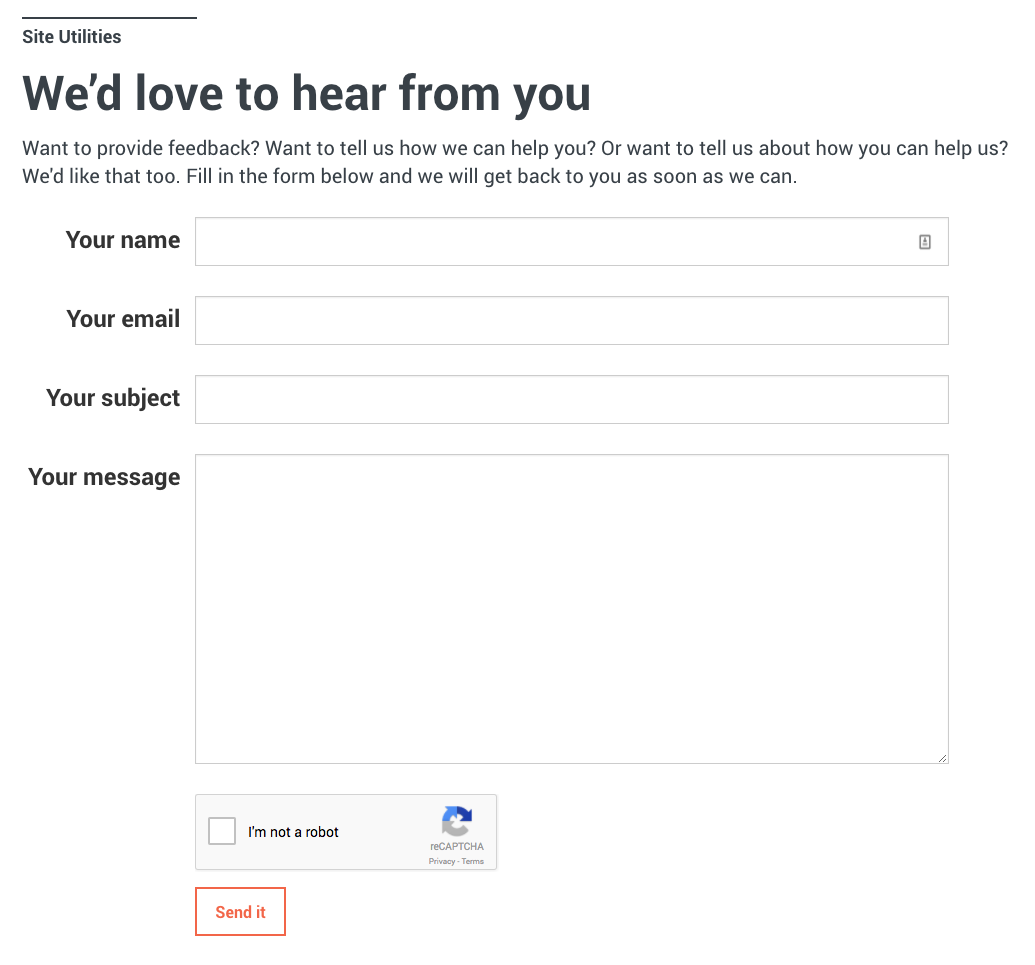 Site Utilities
We’d love to hear from you
Want to provide feedback? Want to tell us how we can help you? Or want to tell us about how you can help us?
We'd like that too. Fill in the form below and we will get back to you as soon as we can.
Your name
Your email
Your subject
Your message
I'm not a robot
reCAPTCHA
Privacy - Terms
Send it